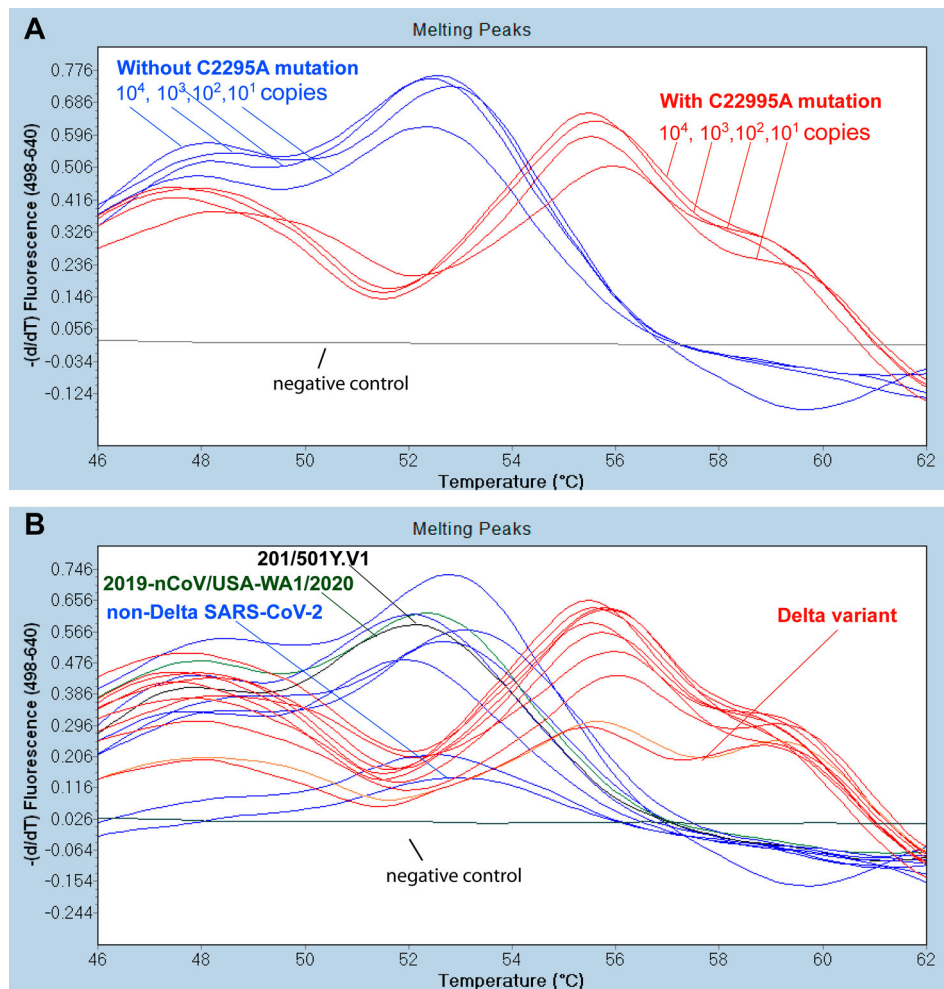 A
Melting Peaks
-(d/dT) Fluorescence (498-640)
0.776
0.686
0.596
0.506
0.416
0.326
0.236
0.146
0.056
-0.034
-0.124
Without C2295A mutation
10⁴, 10³,10²,10¹ copies
With C22995A mutation
10⁴, 10³,10²,10¹ copies
negative control
46 48 50 52 54 56 58 60 62
Temperature (°C)
B
Melting Peaks
-(d/dT) Fluorescence (498-640)
0.746
0.656
0.566
0.476
0.386
0.296
0.206
0.116
0.026
-0.064
-0.154
-0.244
201/501Y.V1
2019-nCoV/USA-WA1/2020
non-Delta SARS-CoV-2
Delta variant
negative control
46 48 50 52 54 56 58 60 62
Temperature (°C)